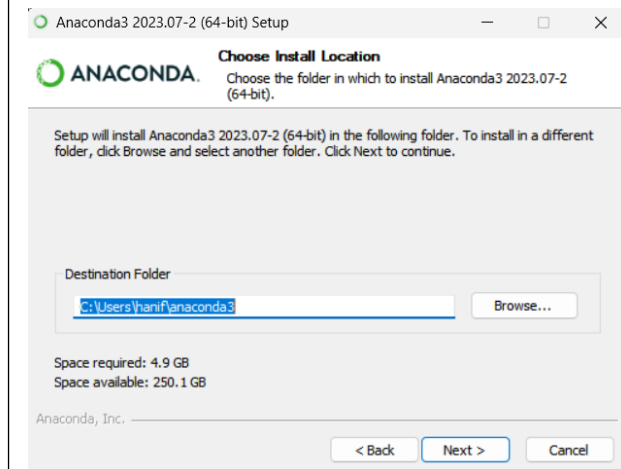 Anaconda3 2023.07-2 (64-bit) Setup
ANACONDA.
Choose Install Location
Choose the folder in which to install Anaconda3 2023.07-2
(64-bit).
Setup will install Anaconda3 2023.07-2 (64-bit) in the following folder. To install in a different
folder, click Browse and select another folder. Click Next to continue.
Destination Folder
C:\Users\hanif\anaconda3
Browse...
Space required: 4.9 GB
Space available: 250.1 GB
Anaconda, Inc.
< Back
Next >
Cancel